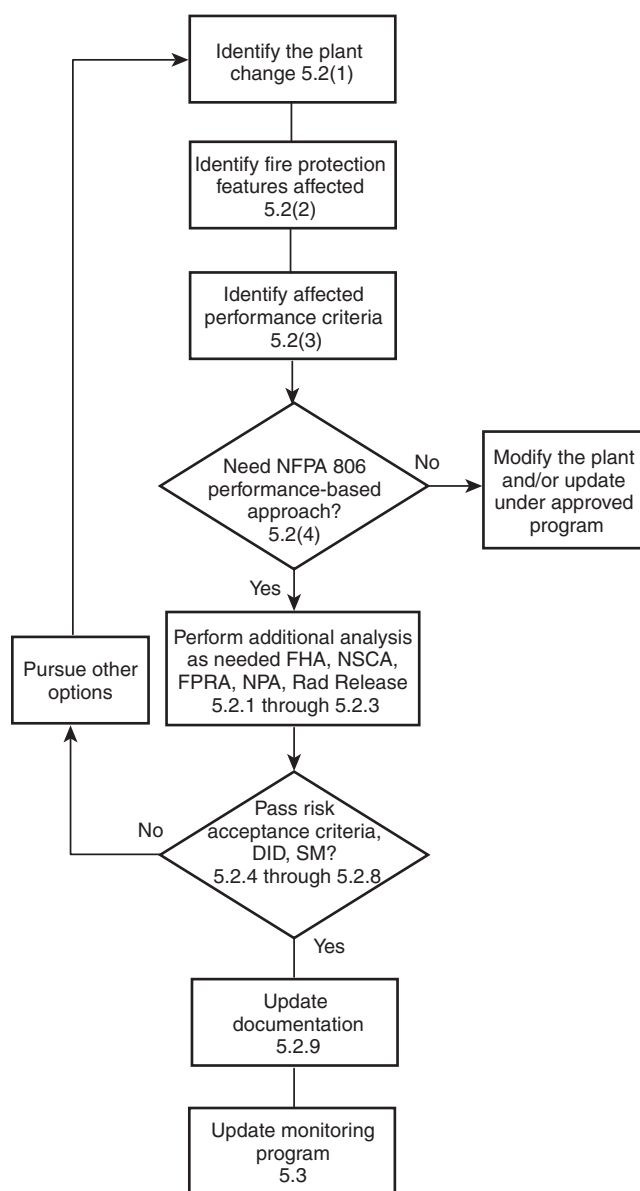 Identify the plant
change 5.2(1)
Identify fire protection
features affected
5.2(2)
Identify affected
performance criteria
5.2(3)
Need NFPA 806
performance-based
approach?
5.2(4)
No
Modify the plant
and/or update
under approved
program
Yes
Perform additional analysis
as needed FHA, NSCA,
FPRA, NPA, Rad Release
5.2.1 through 5.2.3
Pursue other
options
Pass risk
acceptance criteria,
DID, SM?
5.2.4 through 5.2.8
No
Yes
Update
documentation
5.2.9
Update monitoring
program
5.3